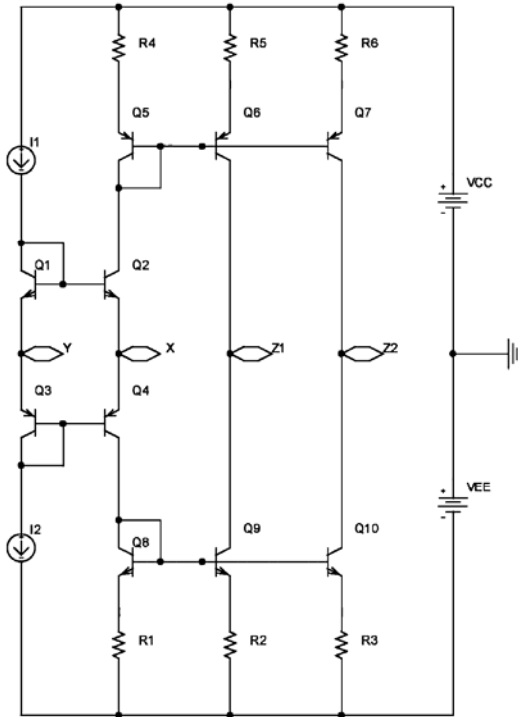 R4 R5 R6
Q5 Q6 Q7
I1
VCC
+
-
Q1 Q2
Y X Z1 Z2
Q3 Q4
VEE
+
-
I2
Q8 Q9 Q10
R1 R2 R3